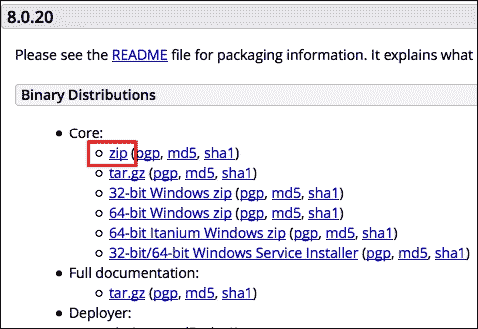 8.0.20
Please see the README file for packaging information. It explains what
Binary Distributions
Core:
zip (pgp, md5, sha1)
tar.gz (pgp, md5, sha1)
32-bit Windows zip (pgp, md5, sha1)
64-bit Windows zip (pgp, md5, sha1)
64-bit Itanium Windows zip (pgp, md5, sha1)
32-bit/64-bit Windows Service Installer (pgp, md5, sha1)
Full documentation:
tar.gz (pgp, md5, sha1)
Deployer: